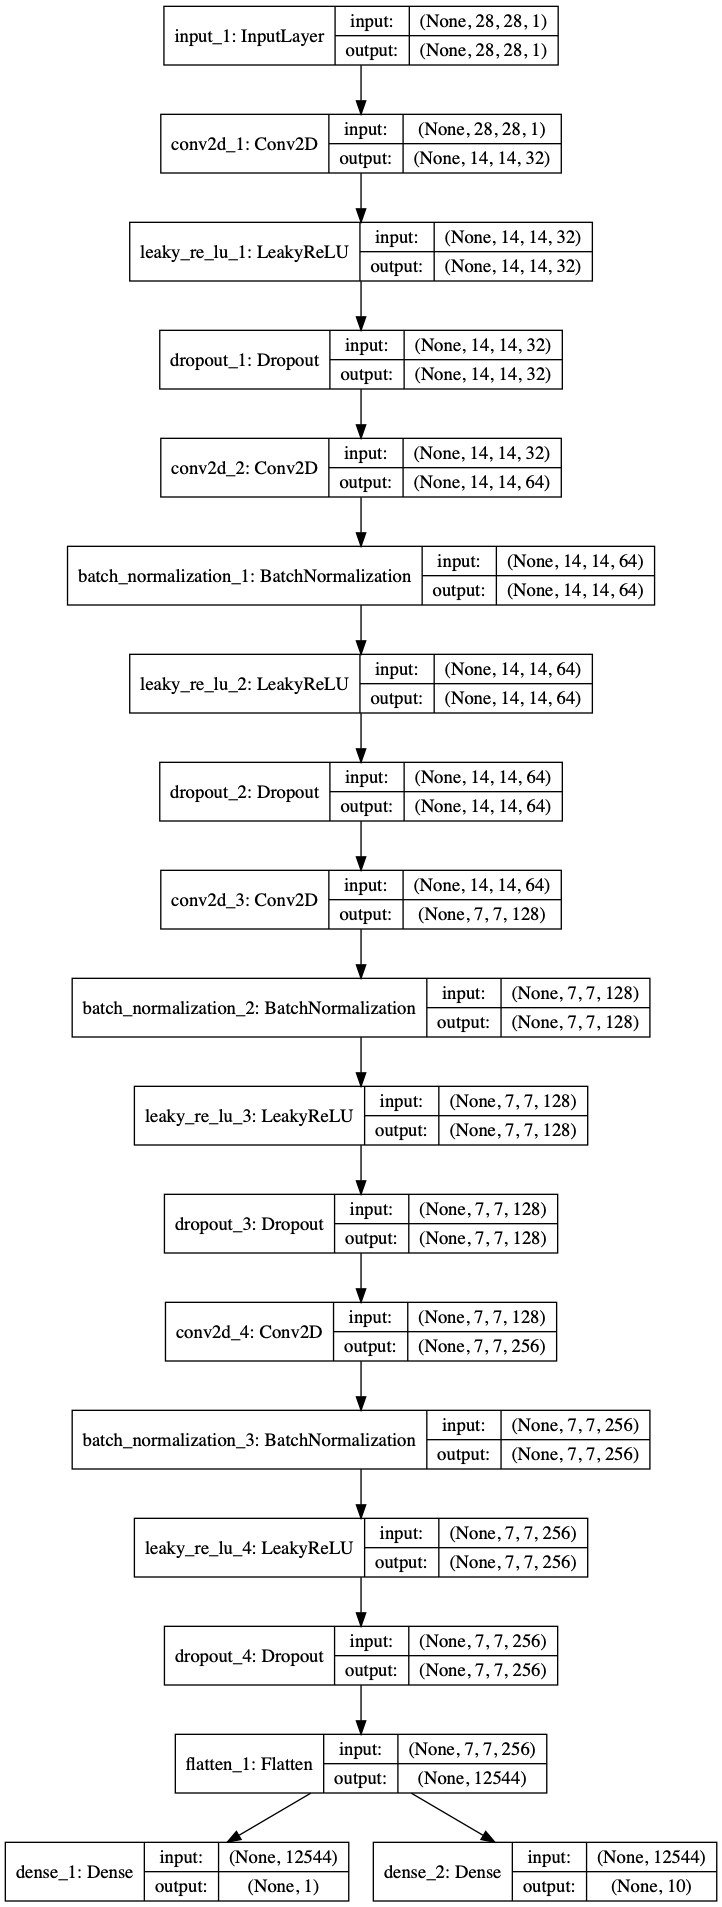 input_1: InputLayer
input: (None, 28, 28, 1)
output: (None, 28, 28, 1)
conv2d_1: Conv2D
input: (None, 28, 28, 1)
output: (None, 14, 14, 32)
leaky_re_lu_1: LeakyReLU
input: (None, 14, 14, 32)
output: (None, 14, 14, 32)
dropout_1: Dropout
input: (None, 14, 14, 32)
output: (None, 14, 14, 32)
conv2d_2: Conv2D
input: (None, 14, 14, 32)
output: (None, 14, 14, 64)
batch_normalization_1: BatchNormalization
input: (None, 14, 14, 64)
output: (None, 14, 14, 64)
leaky_re_lu_2: LeakyReLU
input: (None, 14, 14, 64)
output: (None, 14, 14, 64)
dropout_2: Dropout
input: (None, 14, 14, 64)
output: (None, 14, 14, 64)
conv2d_3: Conv2D
input: (None, 14, 14, 64)
output: (None, 7, 7, 128)
batch_normalization_2: BatchNormalization
input: (None, 7, 7, 128)
output: (None, 7, 7, 128)
leaky_re_lu_3: LeakyReLU
input: (None, 7, 7, 128)
output: (None, 7, 7, 128)
dropout_3: Dropout
input: (None, 7, 7, 128)
output: (None, 7, 7, 128)
conv2d_4: Conv2D
input: (None, 7, 7, 128)
output: (None, 7, 7, 256)
batch_normalization_3: BatchNormalization
input: (None, 7, 7, 256)
output: (None, 7, 7, 256)
leaky_re_lu_4: LeakyReLU
input: (None, 7, 7, 256)
output: (None, 7, 7, 256)
dropout_4: Dropout
input: (None, 7, 7, 256)
output: (None, 7, 7, 256)
flatten_1: Flatten
input: (None, 7, 7, 256)
output: (None, 12544)
dense_1: Dense
input: (None, 12544)
output: (None, 1)
dense_2: Dense
input: (None, 12544)
output: (None, 10)